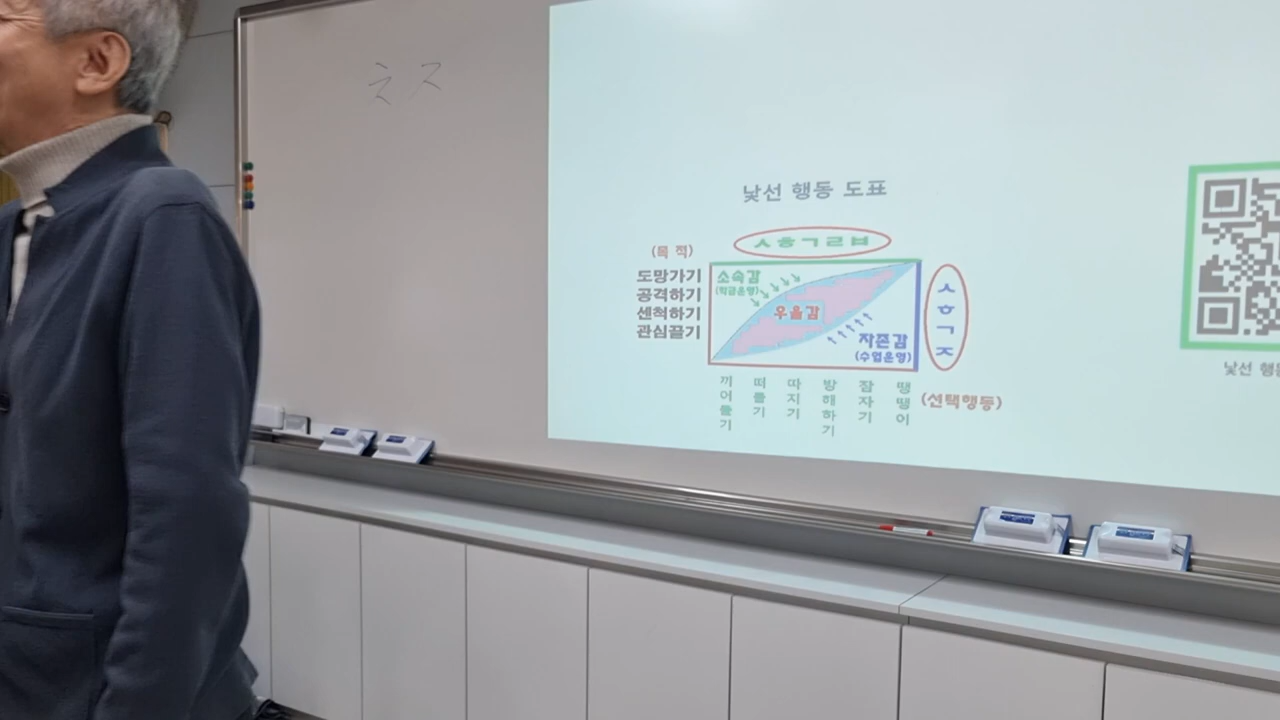 ㅊ ㅈ
낯선 행동 도표
ㅅㅎㄱㄹㅂ
(목 적)
도망가기
공격하기
센척하기
관심끌기
소속감
(학급운영)
우울감
자존감
(수업운영)
ㅅㅎㄱㅈ
끼어들기
떠들기
따지기
방해하기
잠자기
땡땡이
(선택행동)
낯선 행동